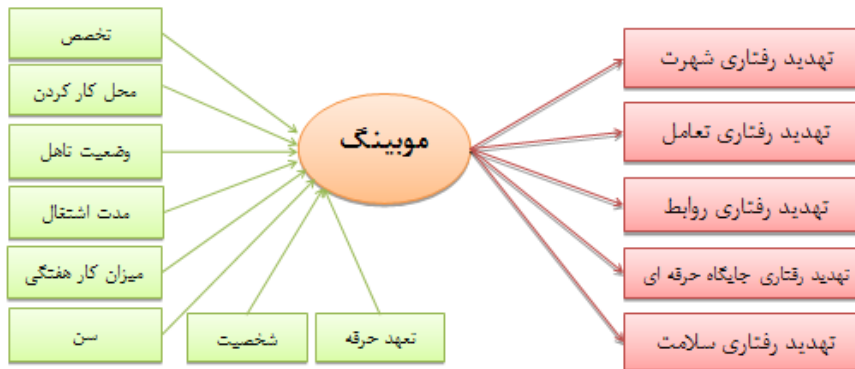 تخصص
محل کار کردن
وضعیت تاهل
مدت اشتغال
میزان کار هفتگی
سن
شخصیت
تعهد حرفه
موبینگ
تهدید رفتاری شهرت
تهدید رفتاری تعامل
تهدید رفتاری روابط
تهدید رفتاری جایگاه حرفه ای
تهدید رفتاری سلامت